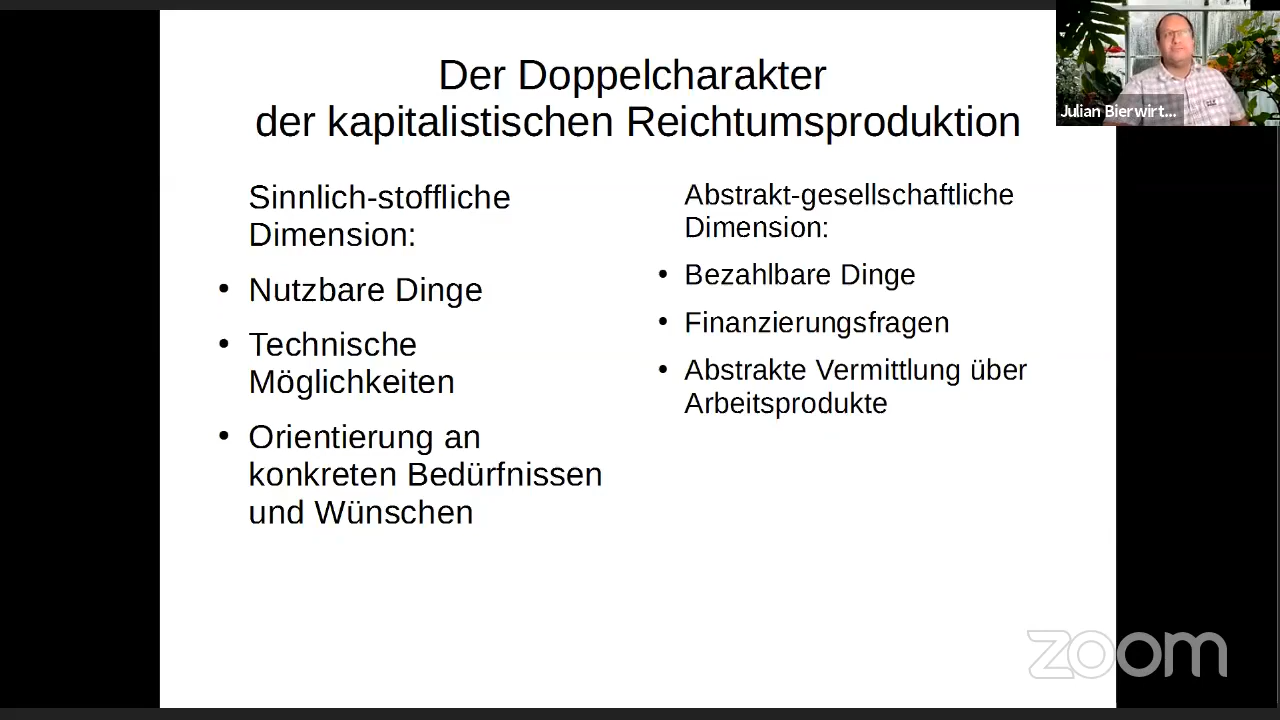 Der Doppelcharakter
der kapitalistischen Reichtumsproduktion
Julian Bierwirt...
Sinnlich-stoffliche
Dimension:
• Nutzbare Dinge
• Technische
Möglichkeiten
• Orientierung an
konkreten Bedürfnissen
und Wünschen
Abstrakt-gesellschaftliche
Dimension:
• Bezahlbare Dinge
• Finanzierungsfragen
• Abstrakte Vermittlung über
Arbeitsprodukte
zoom